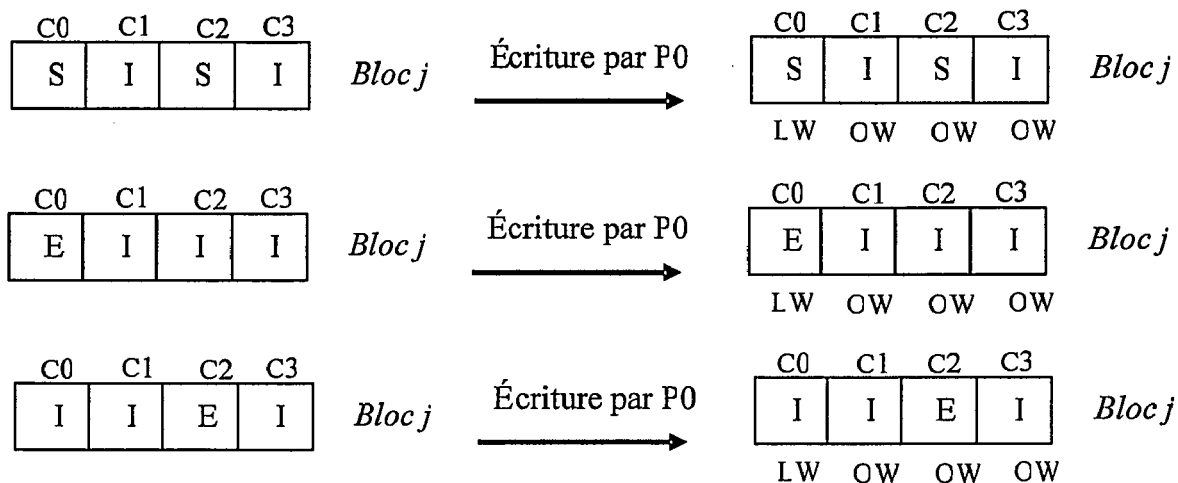 C0 C1 C2 C3 C0 C1 C2 C3
S I S I Bloc j Écriture par P0 S I S I Bloc j
LW OW OW OW
C0 C1 C2 C3 C0 C1 C2 C3
E I I I Bloc j Écriture par P0 E I I I Bloc j
LW OW OW OW
C0 C1 C2 C3 C0 C1 C2 C3
I I E I Bloc j Écriture par P0 I I E I Bloc j
LW OW OW OW